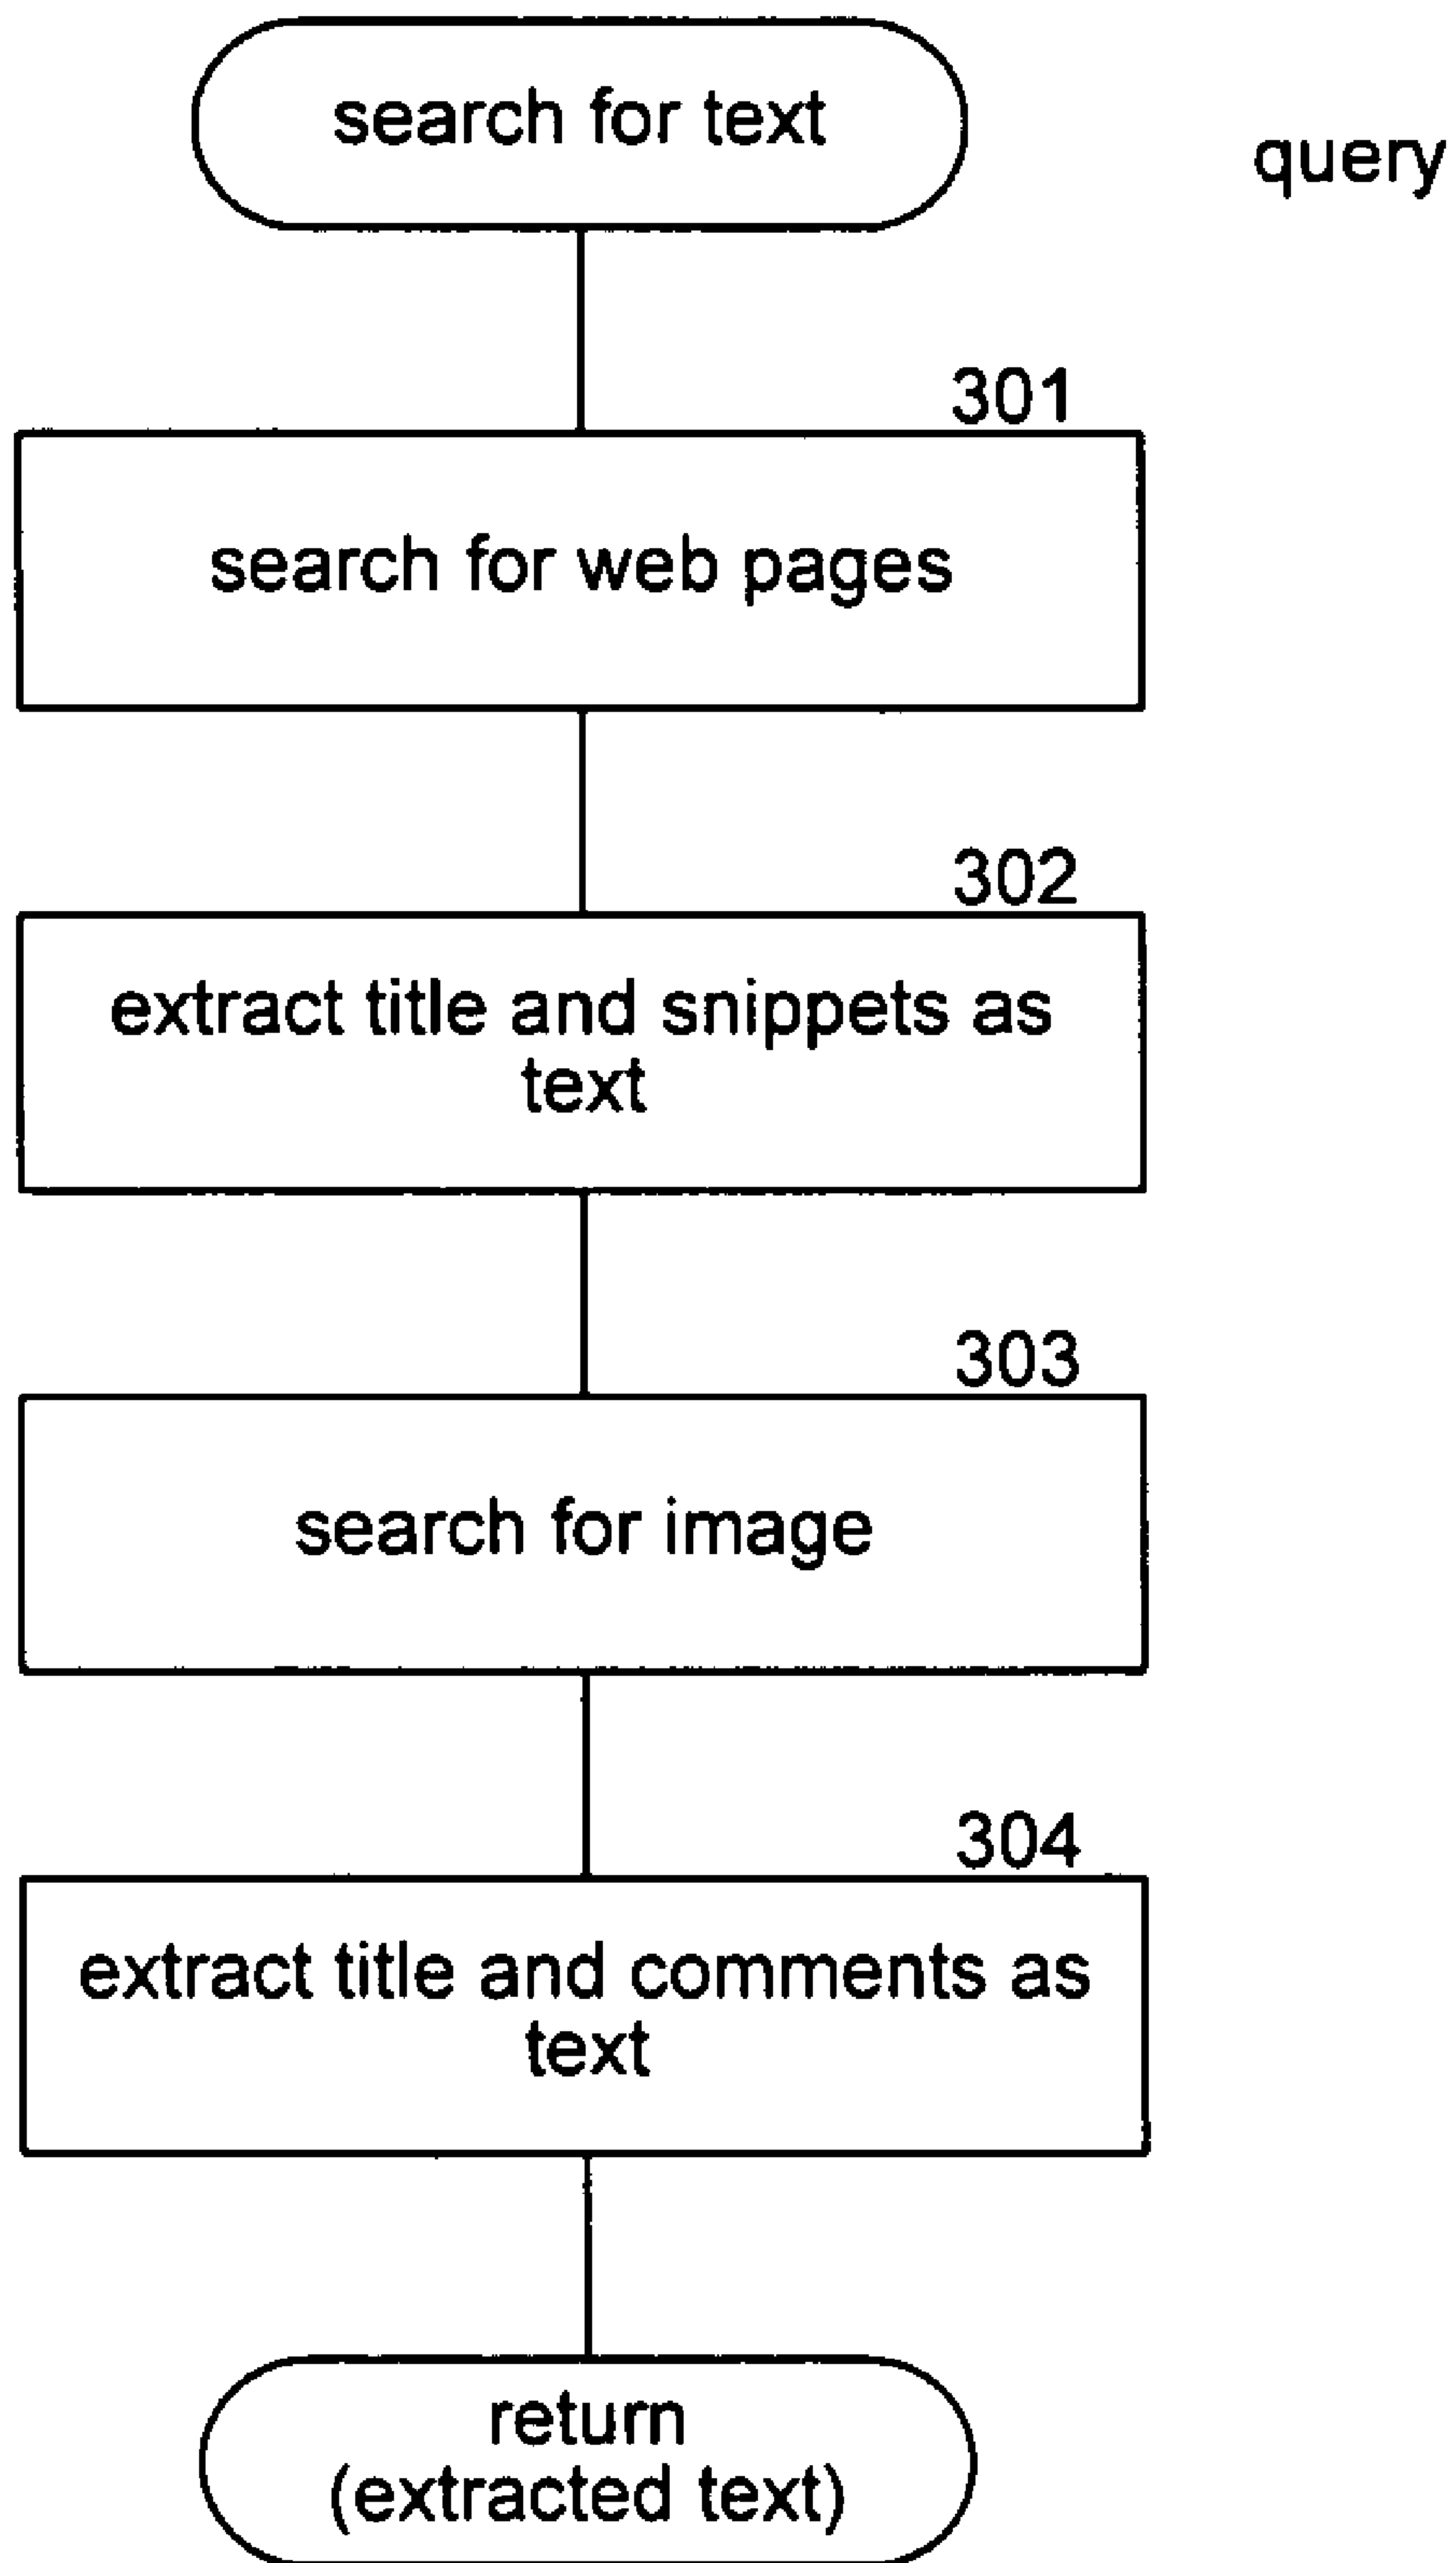 search for text
query
301
search for web pages
302
extract title and snippets as
text
303
search for image
304
extract title and comments as
text
return
(extracted text)